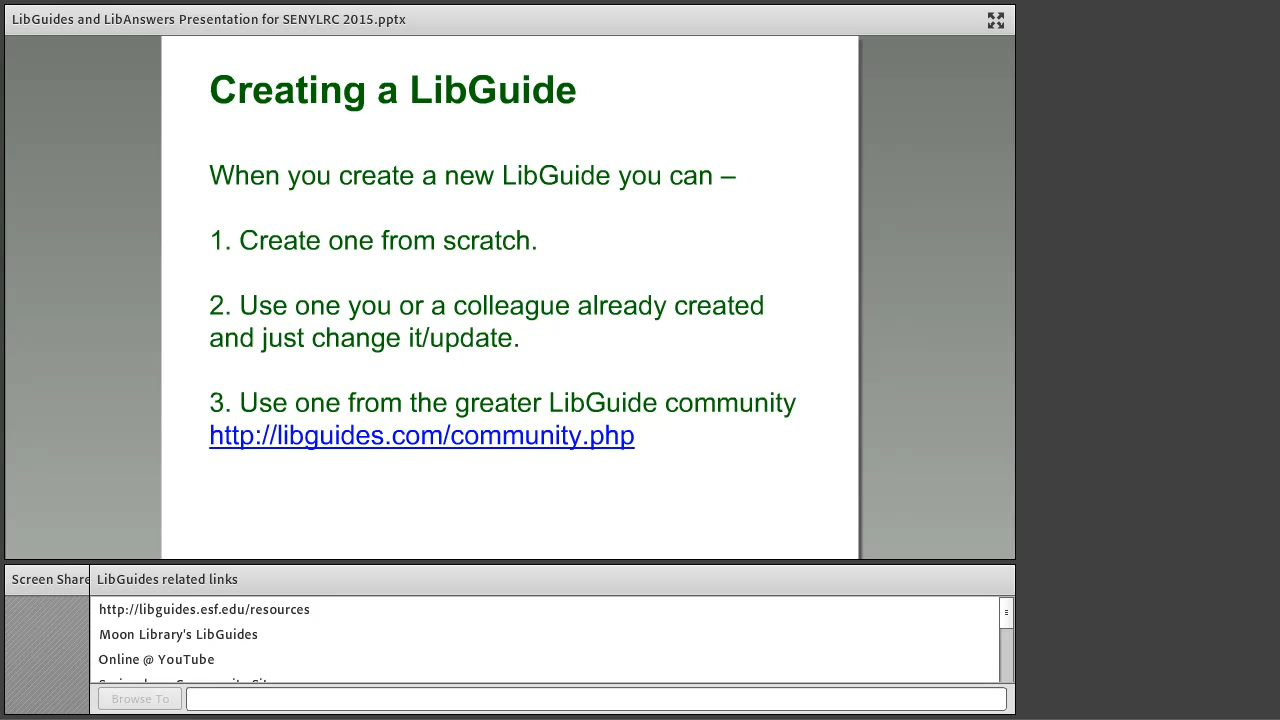 LibGuides and LibAnswers Presentation for SENYLRC 2015.pptx
Creating a LibGuide
When you create a new LibGuide you can –
1. Create one from scratch.
2. Use one you or a colleague already created
and just change it/update.
3. Use one from the greater LibGuide community
http://libguides.com/community.php
Screen Share
LibGuides related links
http://libguides.esf.edu/resources
Moon Library's LibGuides
Online @ YouTube
Browse To